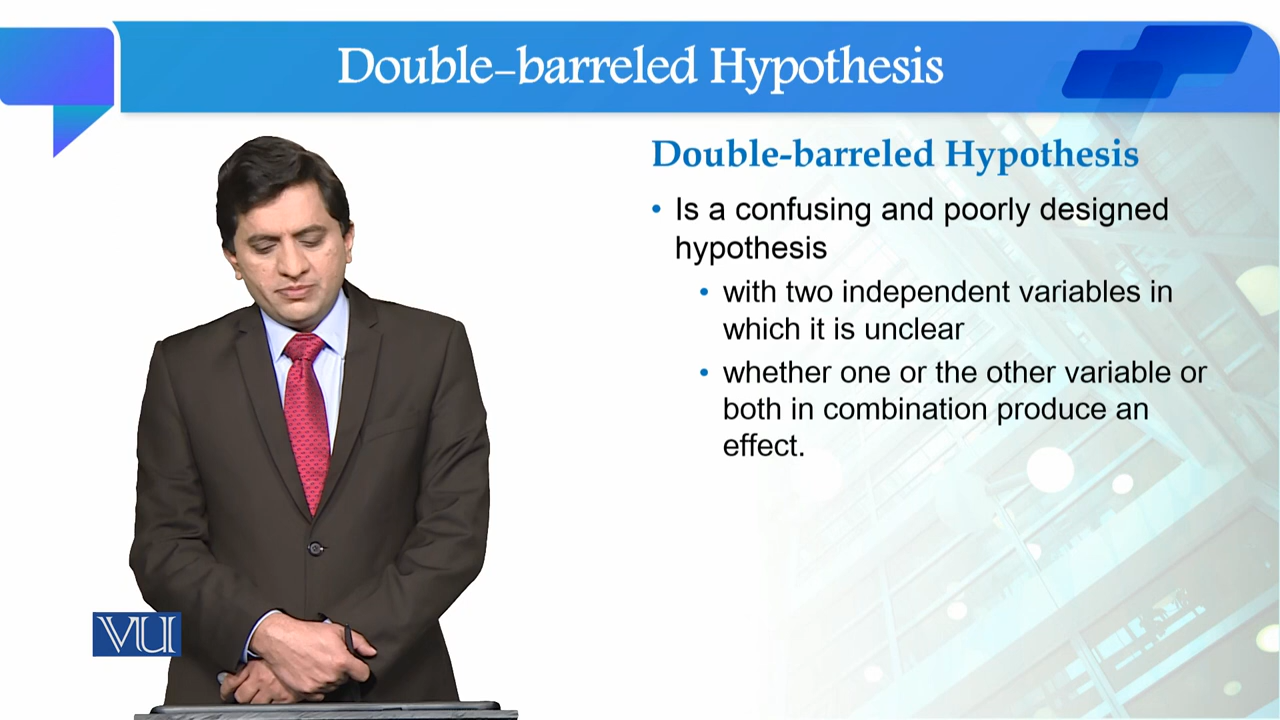 Double-barreled Hypothesis
Double-barreled Hypothesis
• Is a confusing and poorly designed
hypothesis
• with two independent variables in
which it is unclear
• whether one or the other variable or
both in combination produce an
effect.
VU